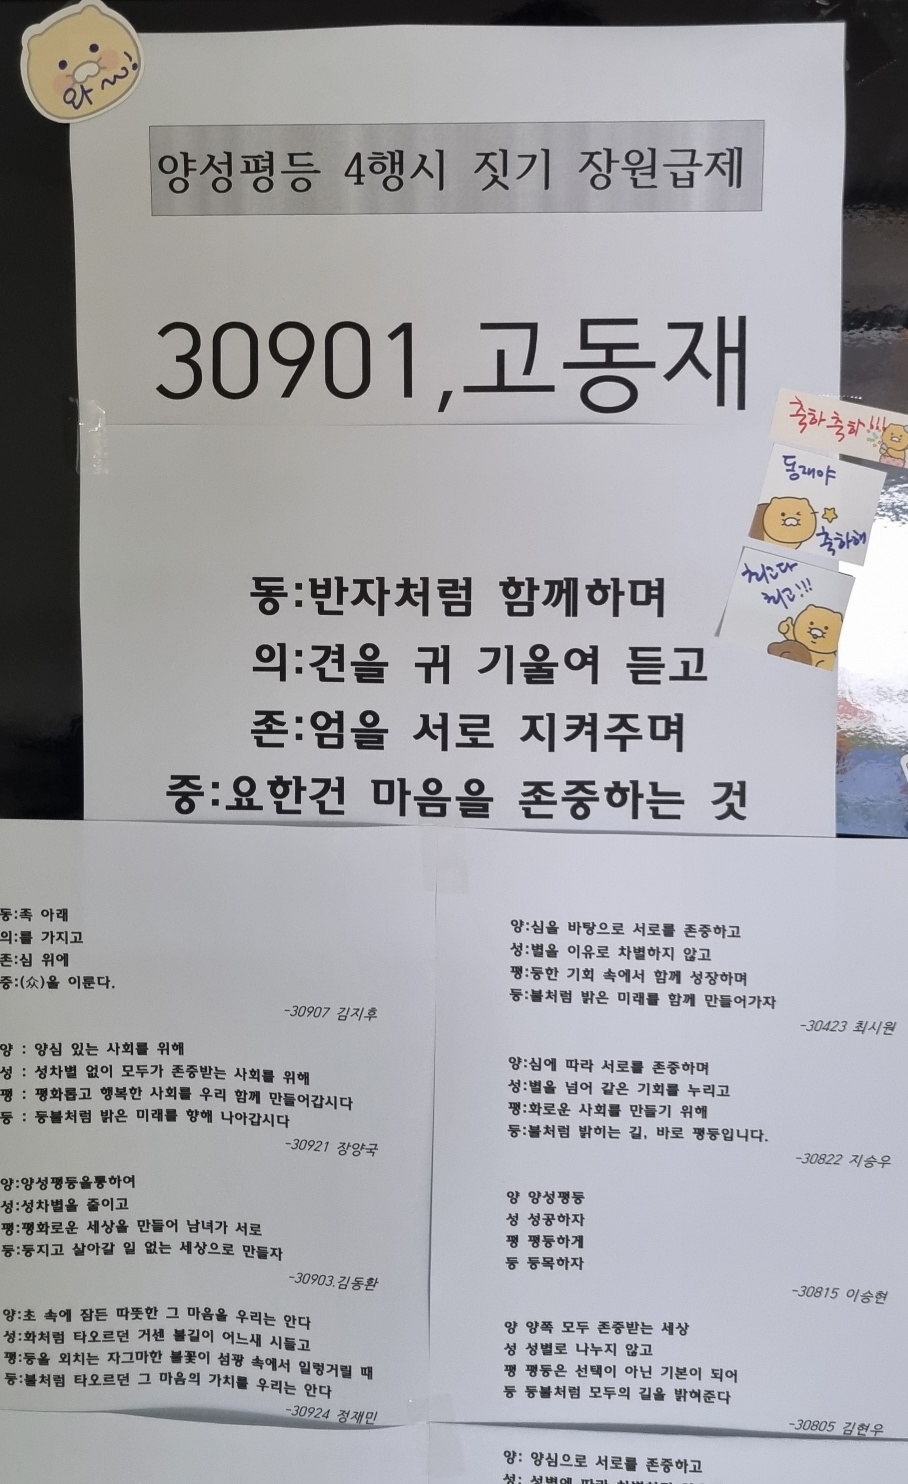 와~~!
양성평등 4행시 짓기 장원급제
30901,고동재
축하축하!!!
동재야
축하해
최고다
최고!!!
동:반자처럼 함께하며
의:견을 귀 기울여 듣고
존:엄을 서로 지켜주며
중:요한건 마음을 존중하는 것
동:족 아래
의:를 가지고
존:심 위에
중:(众)을 이룬다.
-30907 김지후
양 : 양심 있는 사회를 위해
성 : 성차별 없이 모두가 존중받는 사회를 위해
평 : 평화롭고 행복한 사회를 우리 함께 만들어갑시다
등 : 등불처럼 밝은 미래를 향해 나아갑시다
-30921 장양국
양:양성평등을통하여
성:성차별을 줄이고
평:평화로운 세상을 만들어 남녀가 서로
등:등지고 살아갈 일 없는 세상으로 만들자
-30903.김동환
양:초 속에 잠든 따뜻한 그 마음을 우리는 안다
성:화처럼 타오르던 거센 불길이 어느새 시들고
평:등을 외치는 자그마한 불꽃이 섬광 속에서 일렁거릴 때
등:불처럼 타오르던 그 마음의 가치를 우리는 안다
-30924 정재민
양:심을 바탕으로 서로를 존중하고
성:별을 이유로 차별하지 않고
평:등한 기회 속에서 함께 성장하며
등:불처럼 밝은 미래를 함께 만들어가자
-30423 최시원
양:심에 따라 서로를 존중하며
성:별을 넘어 같은 기회를 누리고
평:화로운 사회를 만들기 위해
등:불처럼 밝히는 길, 바로 평등입니다.
-30822 지승우
양 양성평등
성 성공하자
평 평등하게
등 등목하자
-30815 이승현
양 양쪽 모두 존중받는 세상
성 성별로 나누지 않고
평 평등은 선택이 아닌 기본이 되어
등 등불처럼 모두의 길을 밝혀준다
-30805 김현우
양: 양심으로 서로를 존중하고